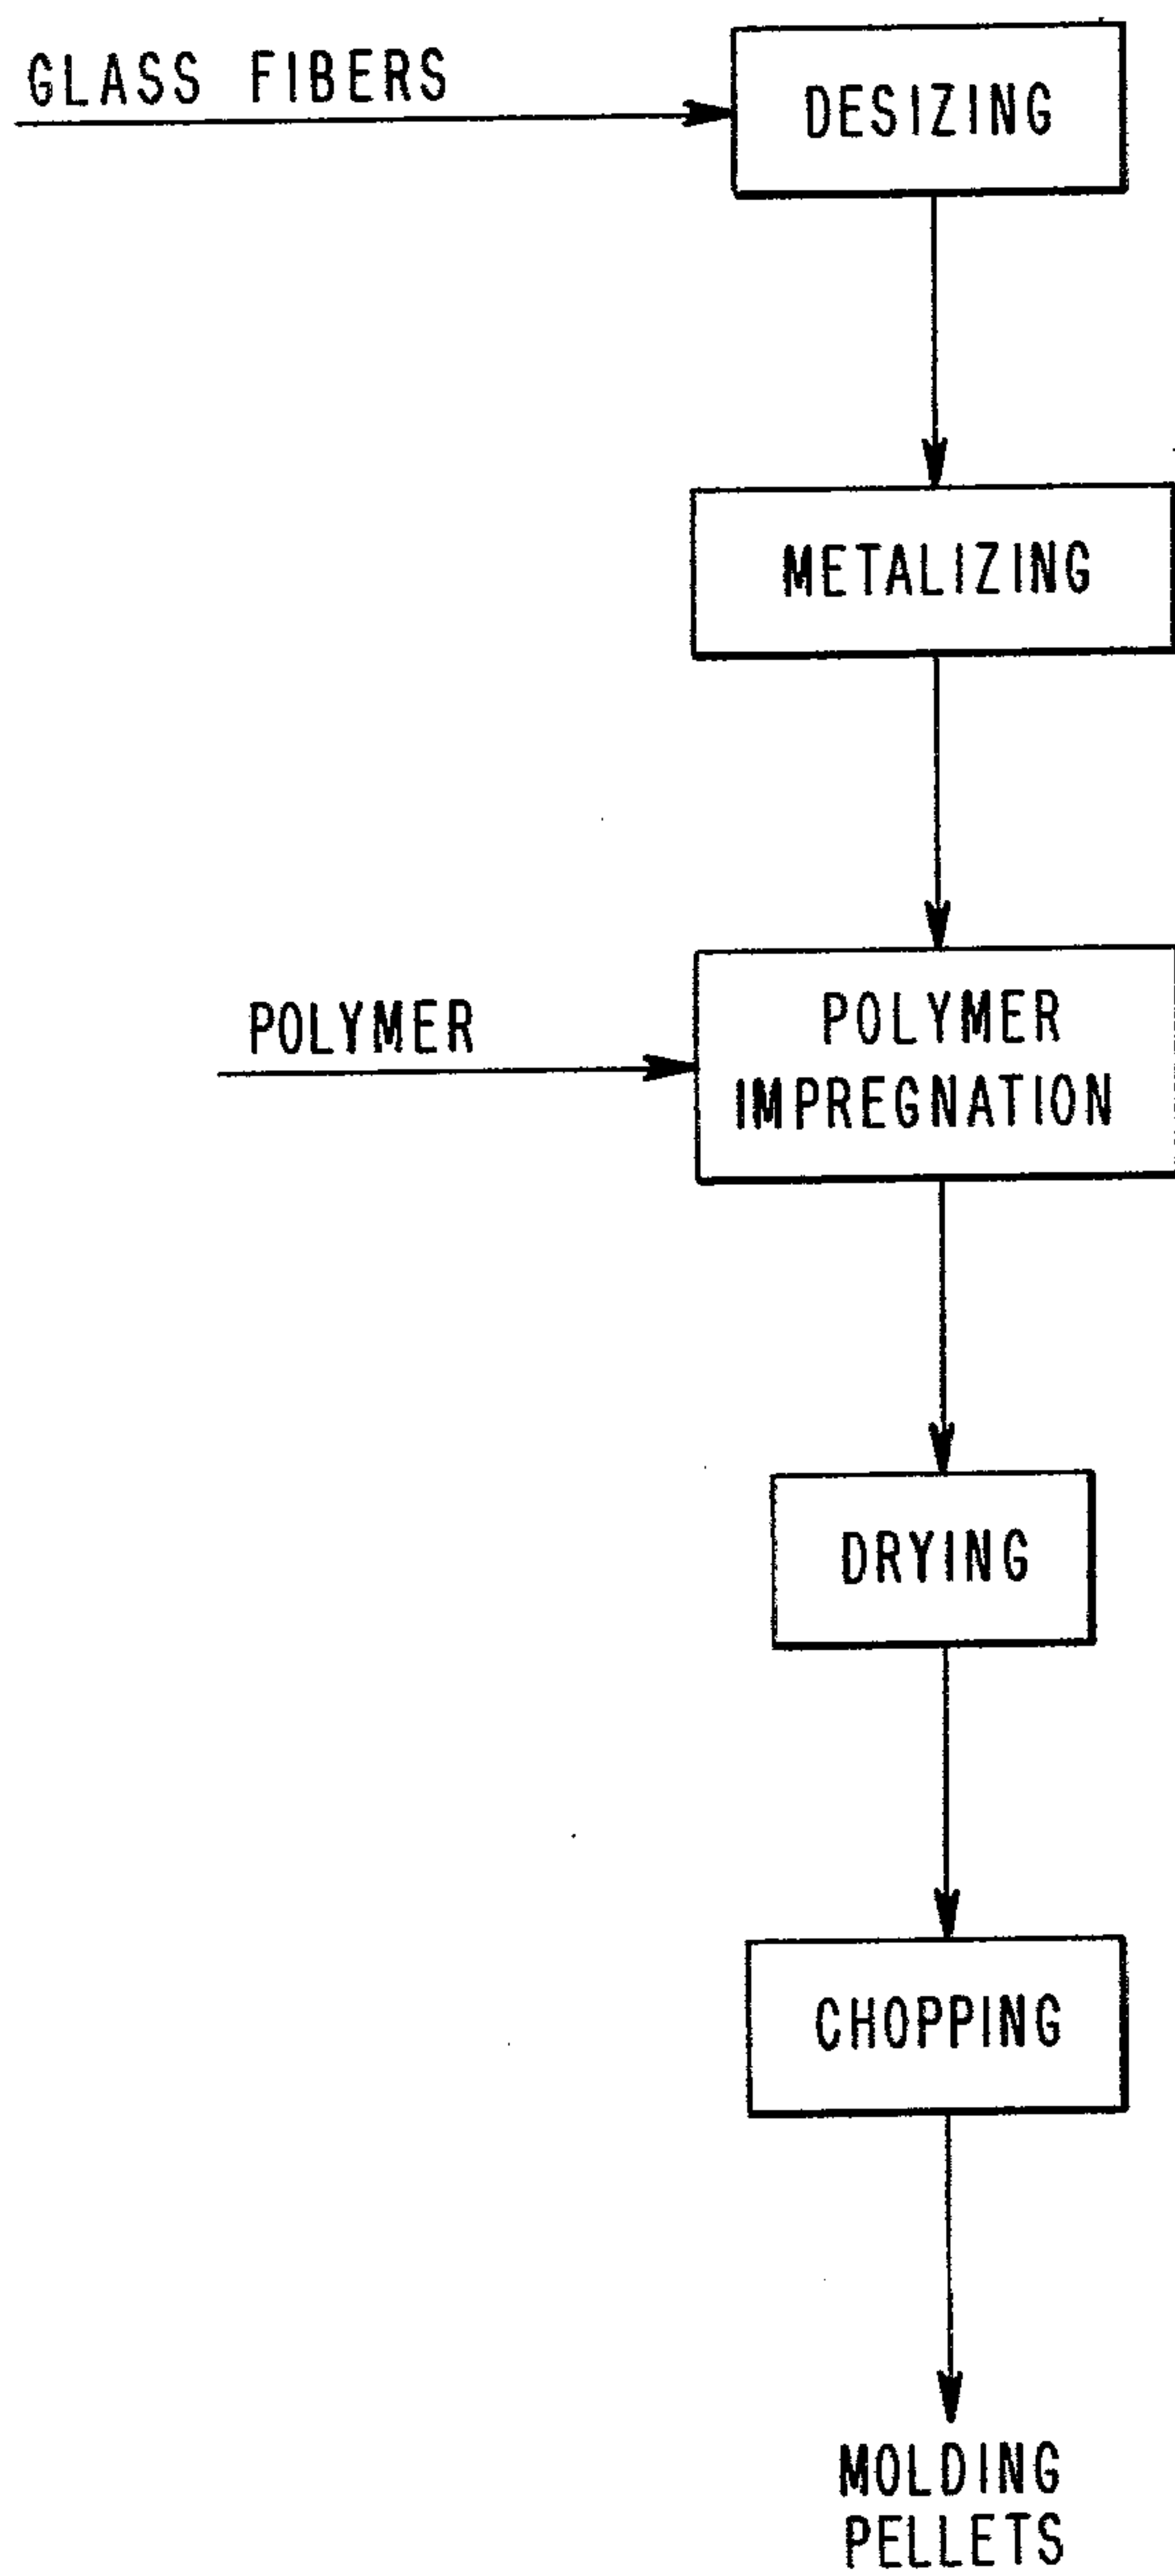 GLASS FIBERS
DESIZING
METALIZING
POLYMER
POLYMER
IMPREGNATION
DRYING
CHOPPING
MOLDING
PELLETS